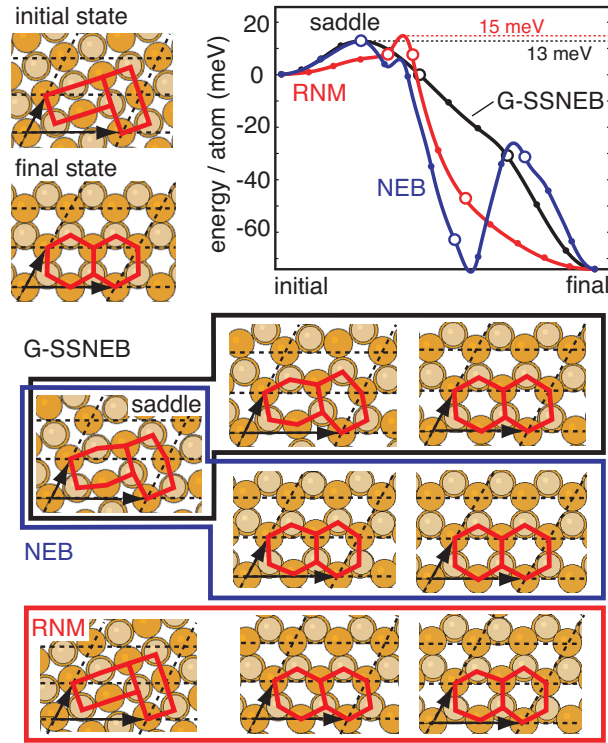 initial state
final state
saddle
15 meV
13 meV
RNM
G-SSNEB
NEB
energy / atom (meV)
0
-20
-40
-60
initial
final
G-SSNEB
saddle
NEB
RNM